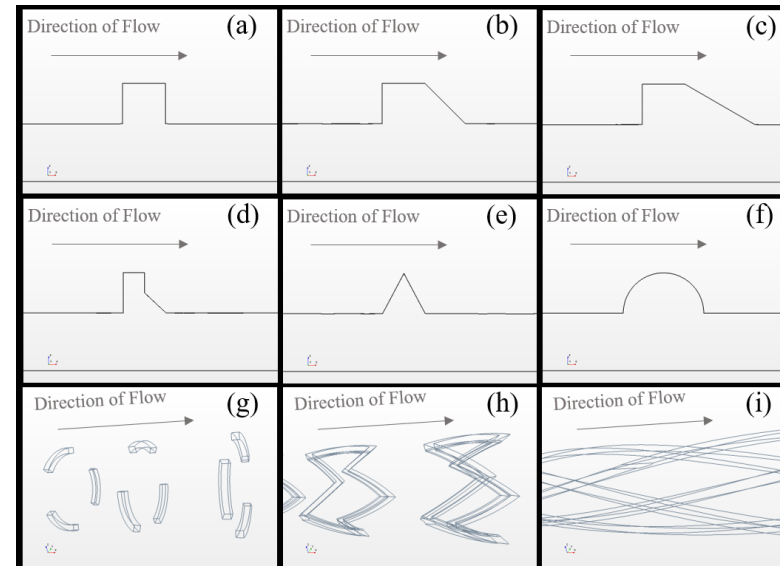 Direction of Flow (a)
Direction of Flow (b)
Direction of Flow (c)
Direction of Flow (d)
Direction of Flow (e)
Direction of Flow (f)
Direction of Flow (g)
Direction of Flow (h)
Direction of Flow (i)